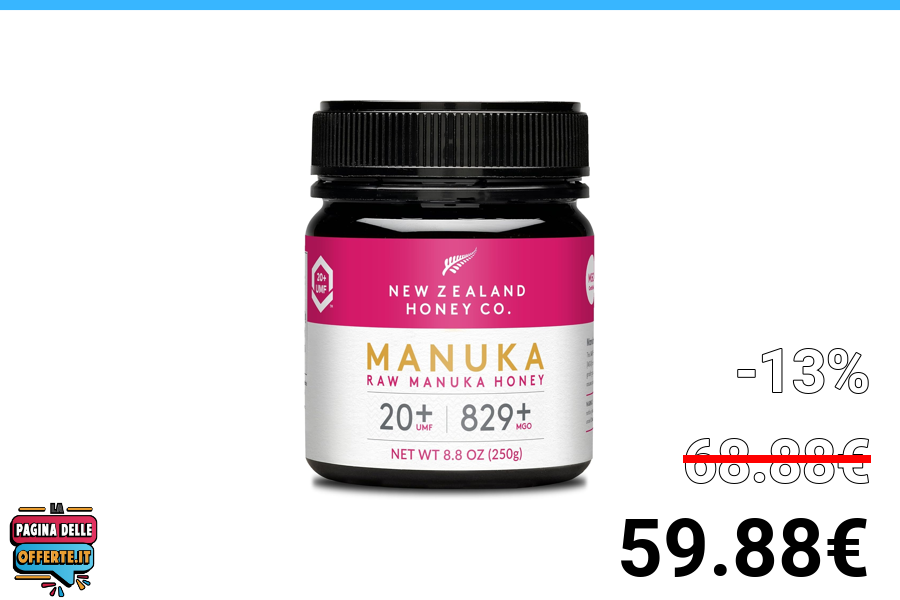 20+
UMF
NEW ZEALAND
HONEY CO.
MANUKA
RAW MANUKA HONEY
20+ UMF | 829+ MGO
NET WT 8.8 OZ (250g)
-13%
68.88€
59.88€
LA
PAGINA DELLE
OFFERTE.IT